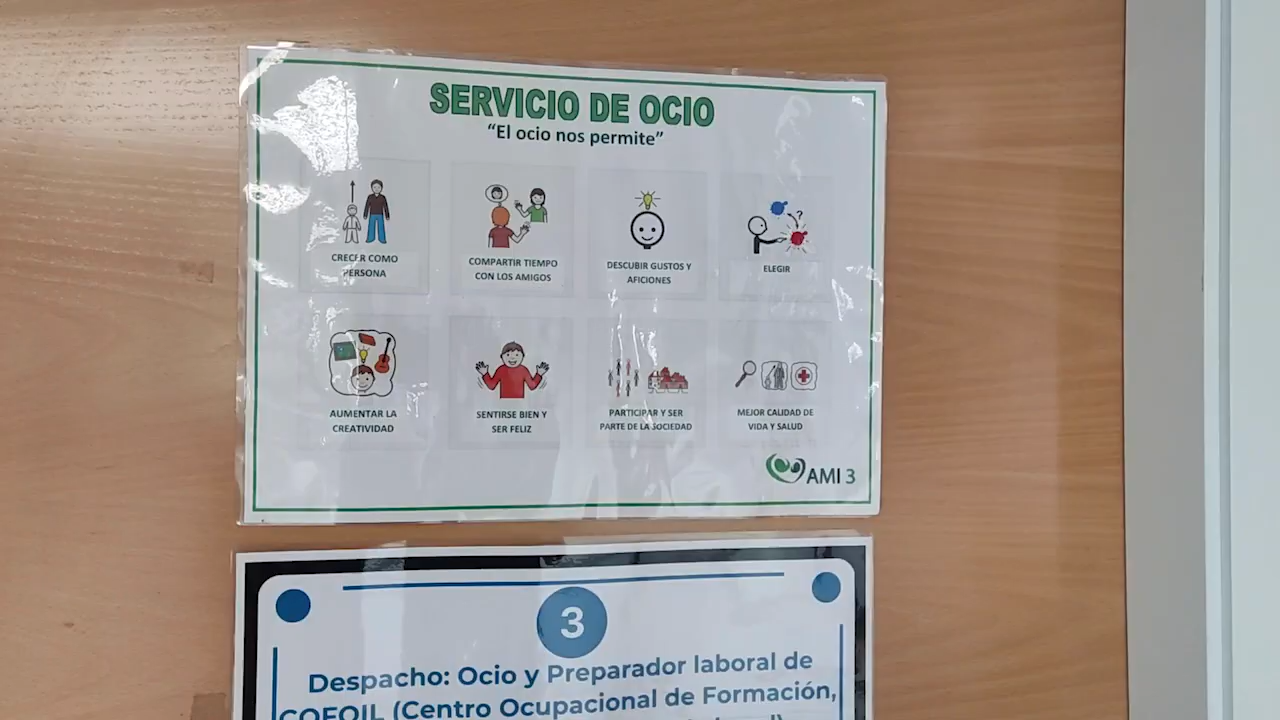 SERVICIO DE OCIO
“El ocio nos permite”
CRECER COMO
PERSONA
COMPARTIR TIEMPO
CON LOS AMIGOS
DESCUBIR GUSTOS Y
AFICIONES
?
ELEGIR
AUMENTAR LA
CREATIVIDAD
SENTIRSE BIEN Y
SER FELIZ
PARTICIPAR Y SER
PARTE DE LA SOCIEDAD
MEJOR CALIDAD DE
VIDA Y SALUD
AMI 3
3
Despacho: Ocio y Preparador laboral de
COFOIL (Centro Ocupacional de Formación,